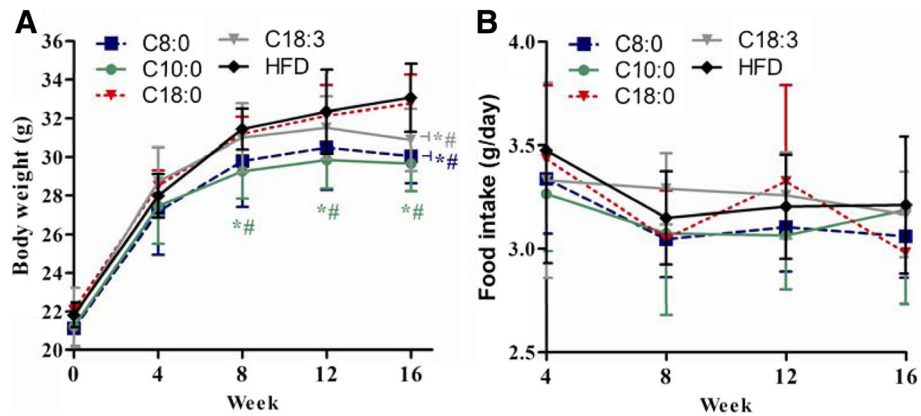 A
Body weight (g)
36
34
32
30
28
26
24
22
20
0
4
8
12
16
Week
C8:0
C10:0
C18:0
C18:3
HFD
*#
*#
*#
*#
*#
B
Food intake (g/day)
4.0
3.5
3.0
2.5
4
8
12
16
Week
C8:0
C10:0
C18:0
C18:3
HFD